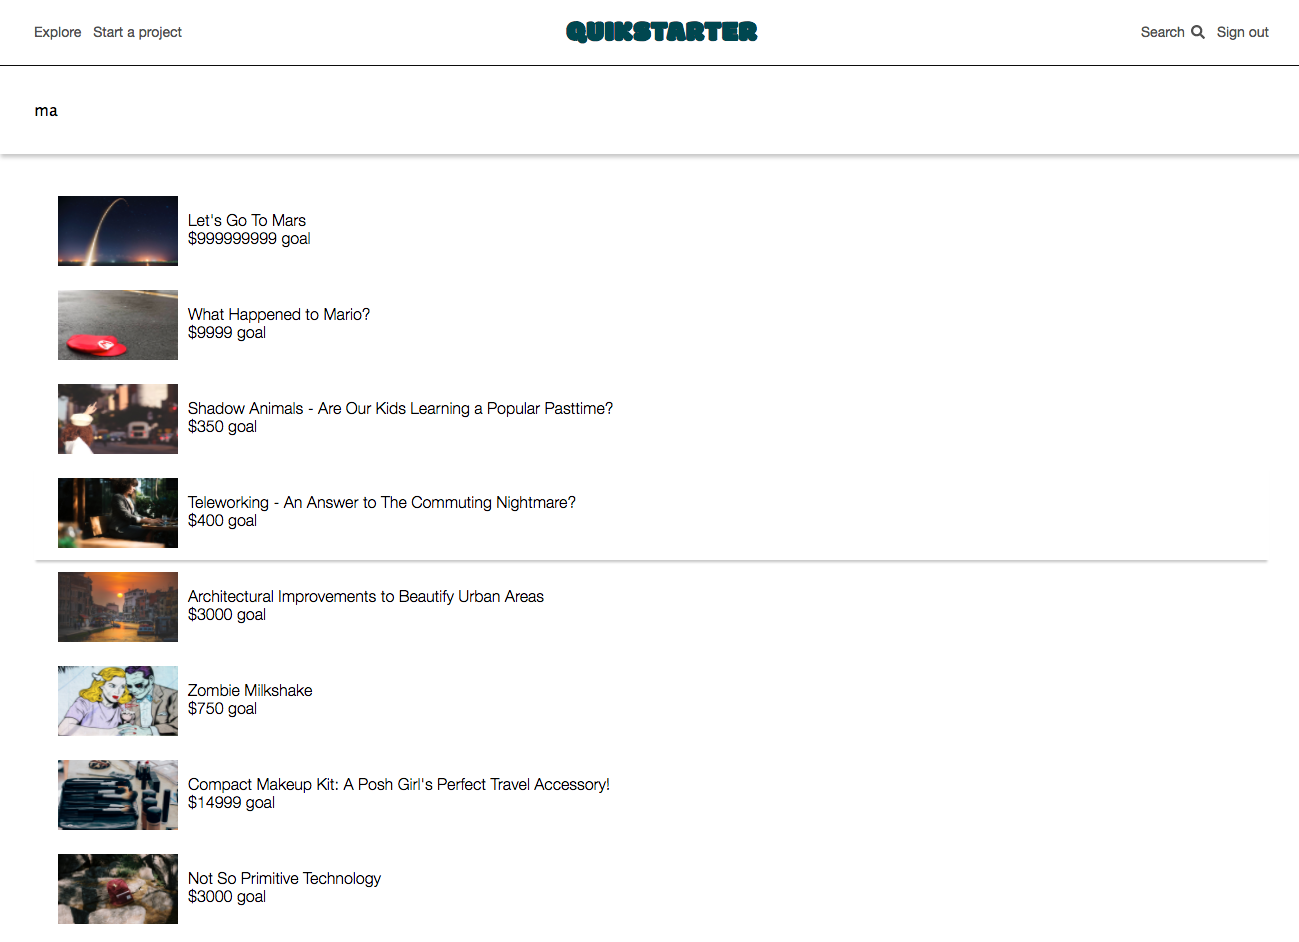 Explore Start a project QUIKSTARTER Search Sign out
ma
Let's Go To Mars
$999999999 goal
What Happened to Mario?
$9999 goal
Shadow Animals - Are Our Kids Learning a Popular Pasttime?
$350 goal
Teleworking - An Answer to The Commuting Nightmare?
$400 goal
Architectural Improvements to Beautify Urban Areas
$3000 goal
Zombie Milkshake
$750 goal
Compact Makeup Kit: A Posh Girl's Perfect Travel Accessory!
$14999 goal
Not So Primitive Technology
$3000 goal